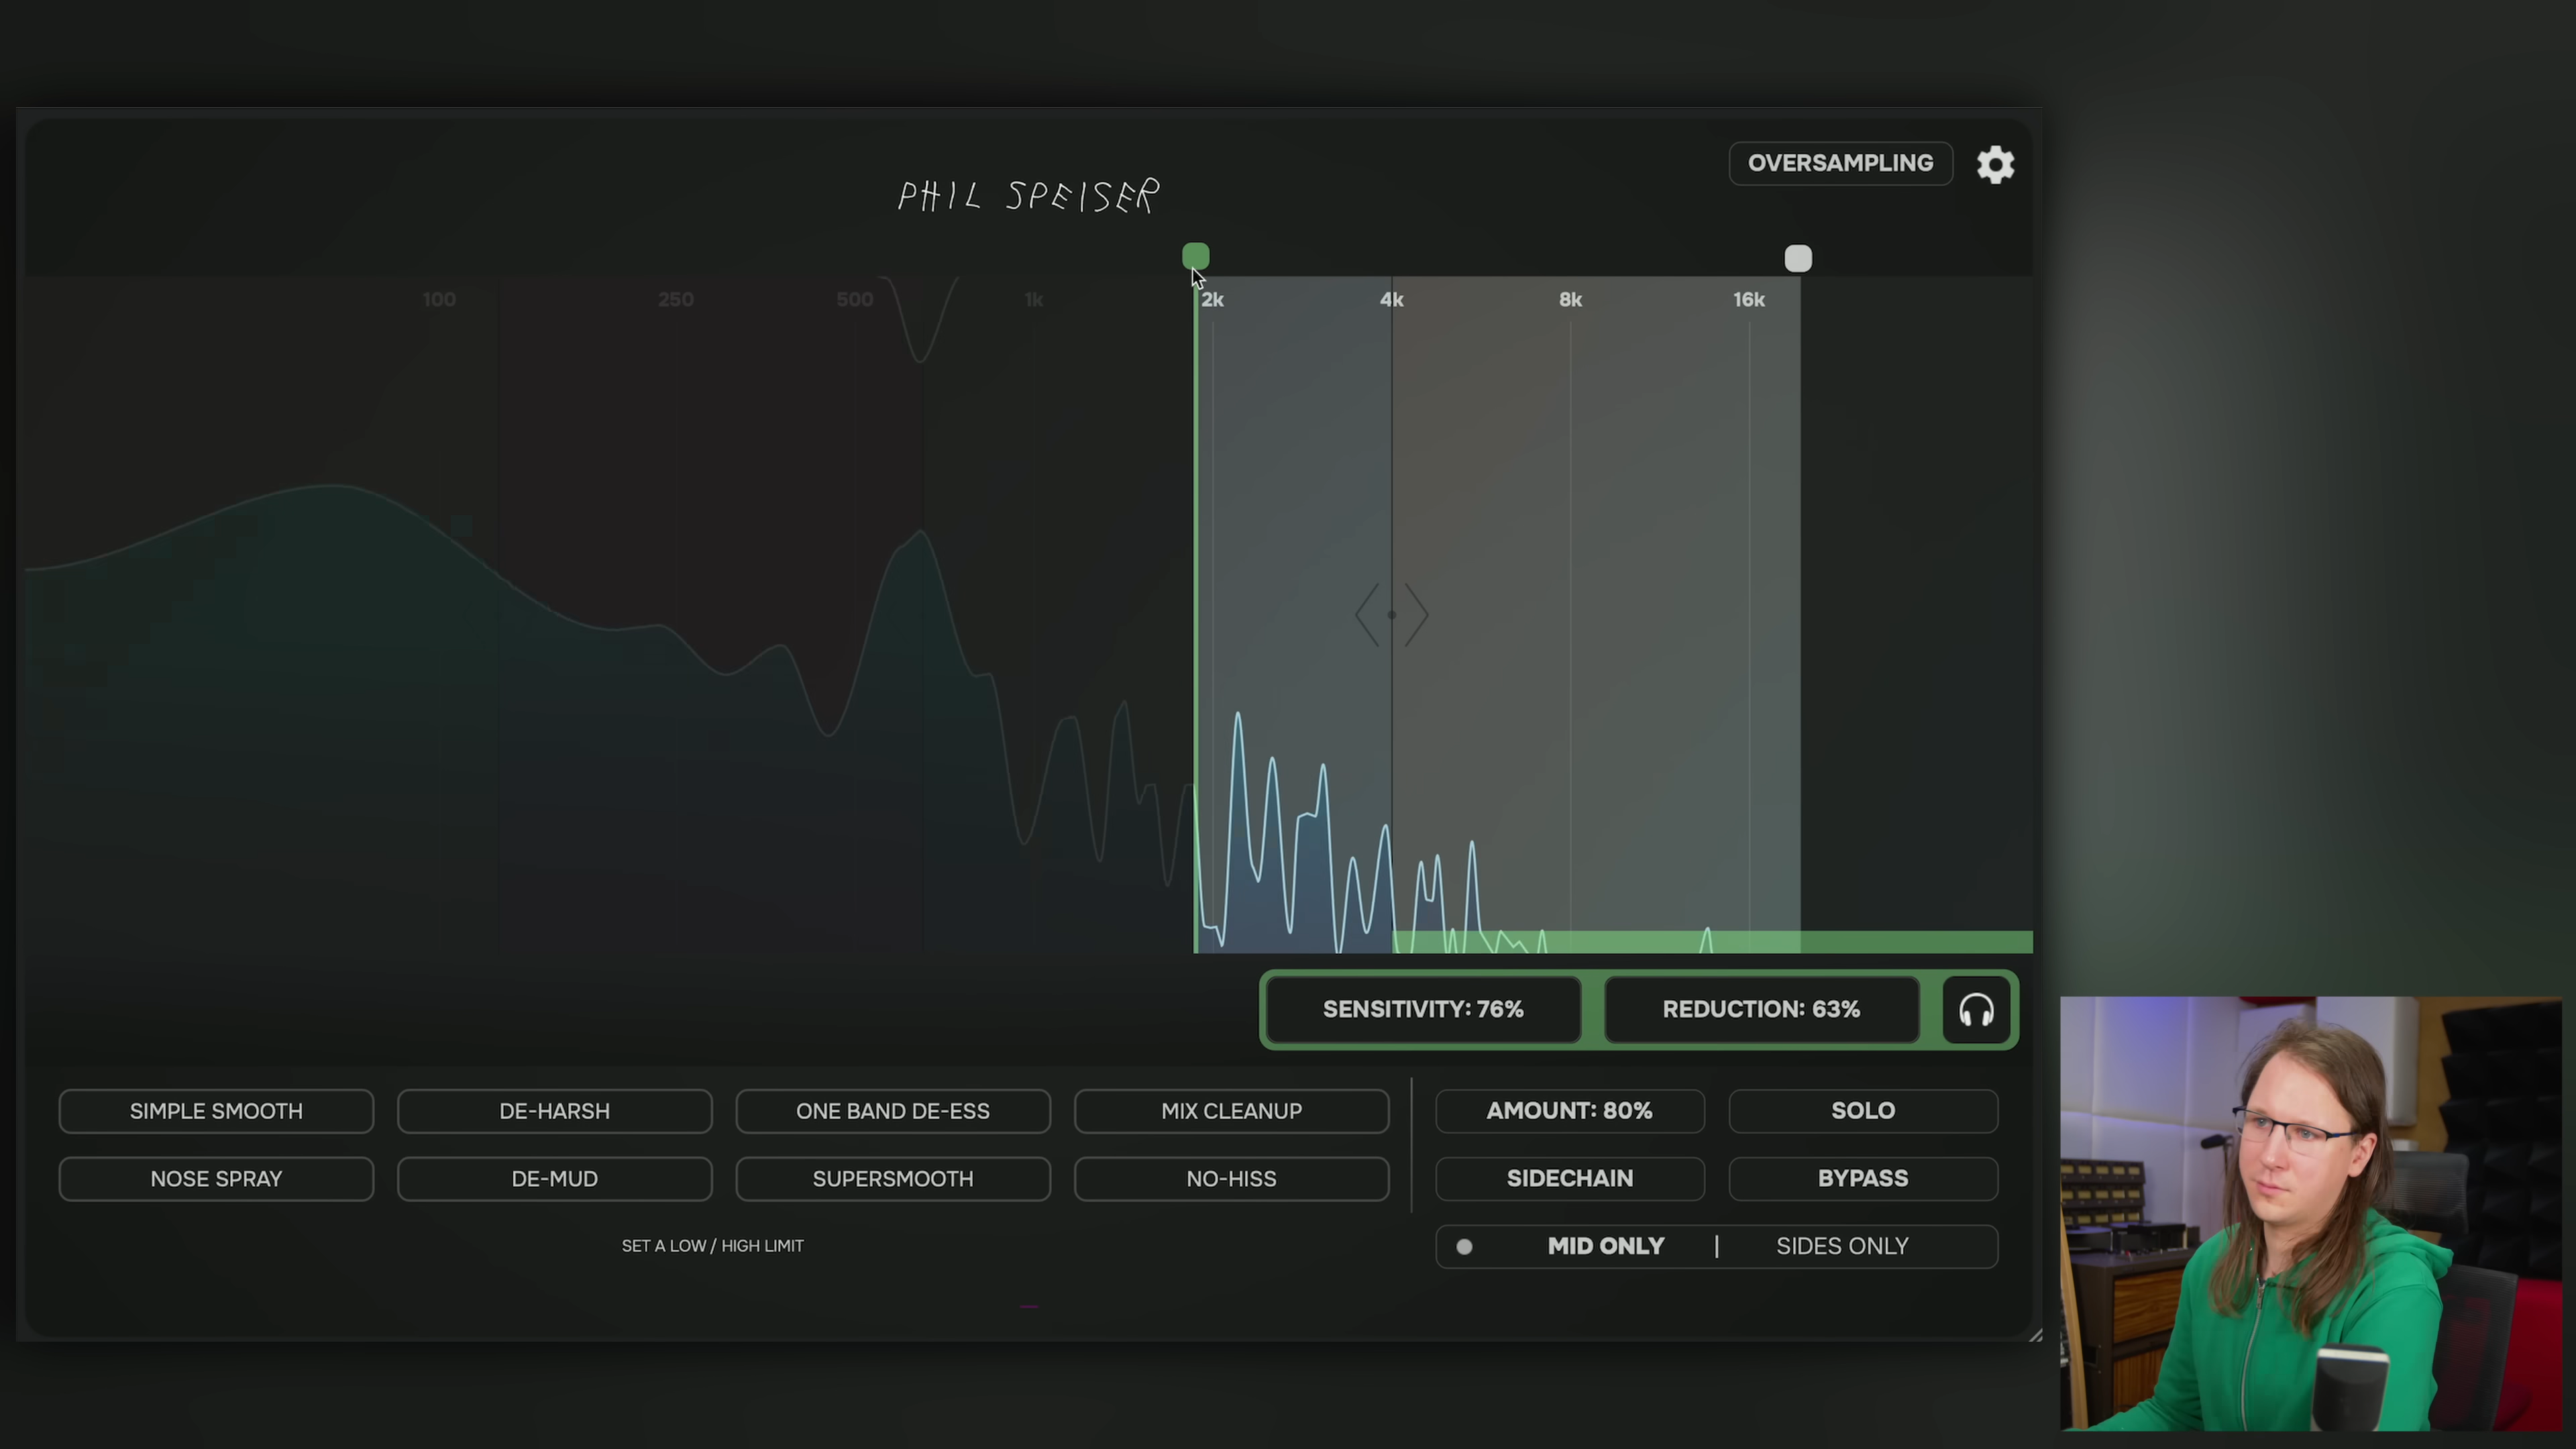 OVERSAMPLING
PHIL SPEISER
100 250 500 1k 2k 4k 8k 16k
SENSITIVITY: 76% REDUCTION: 63%
SIMPLE SMOOTH DE-HARSH ONE BAND DE-ESS MIX CLEANUP AMOUNT: 80% SOLO
NOSE SPRAY DE-MUD SUPERSMOOTH NO-HISS SIDECHAIN BYPASS
SET A LOW / HIGH LIMIT MID ONLY | SIDES ONLY